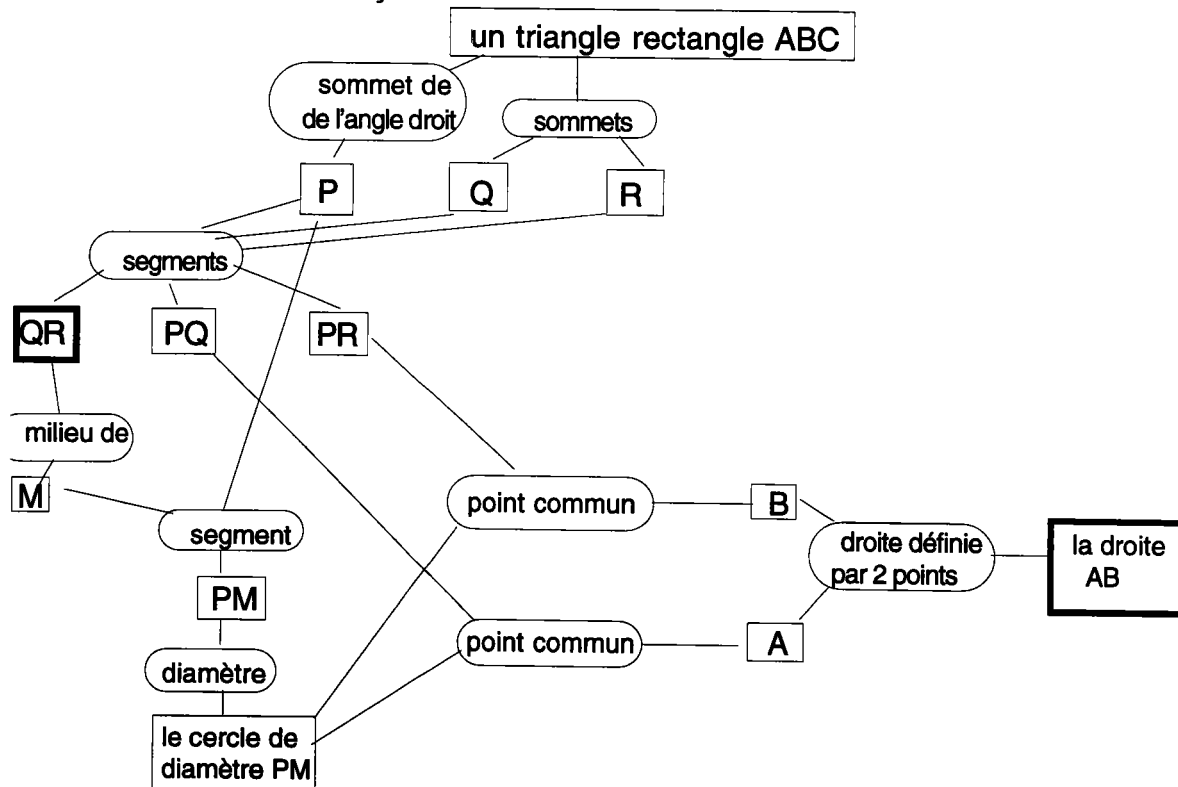 un triangle rectangle ABC
sommet de
de l'angle droit
sommets
P
Q
R
segments
QR
PQ
PR
milieu de
M
point commun
B
segment
droite définie
par 2 points
la droite
AB
PM
point commun
A
diamètre
le cercle de
diamètre PM